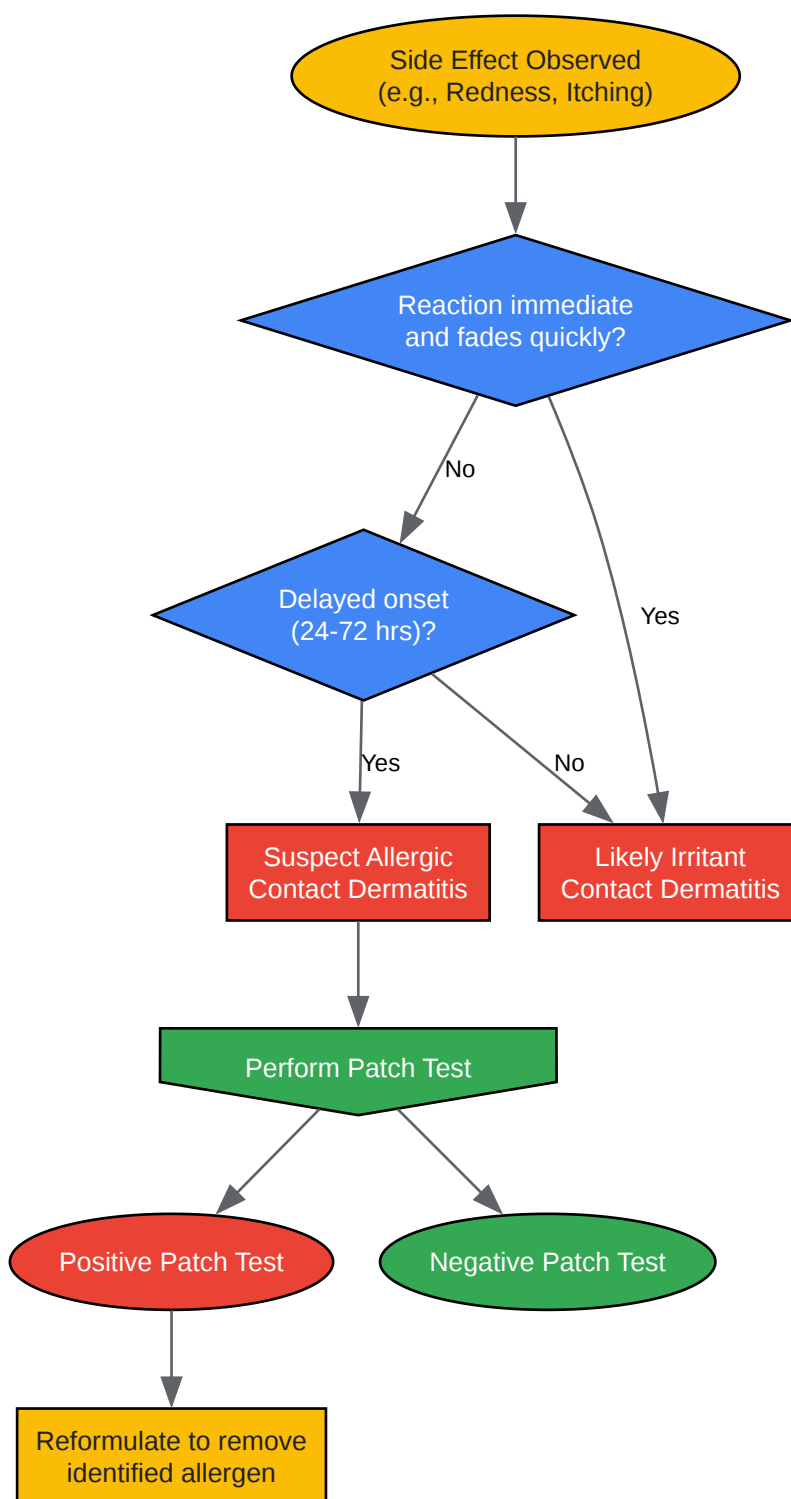 Side Effect Observed
(e.g., Redness, Itching)
Reaction immediate
and fades quickly?
No
Yes
Delayed onset
(24-72 hrs)?
Yes
No
Suspect Allergic
Contact Dermatitis
Likely Irritant
Contact Dermatitis
Perform Patch Test
Positive Patch Test
Negative Patch Test
Reformulate to remove
identified allergen